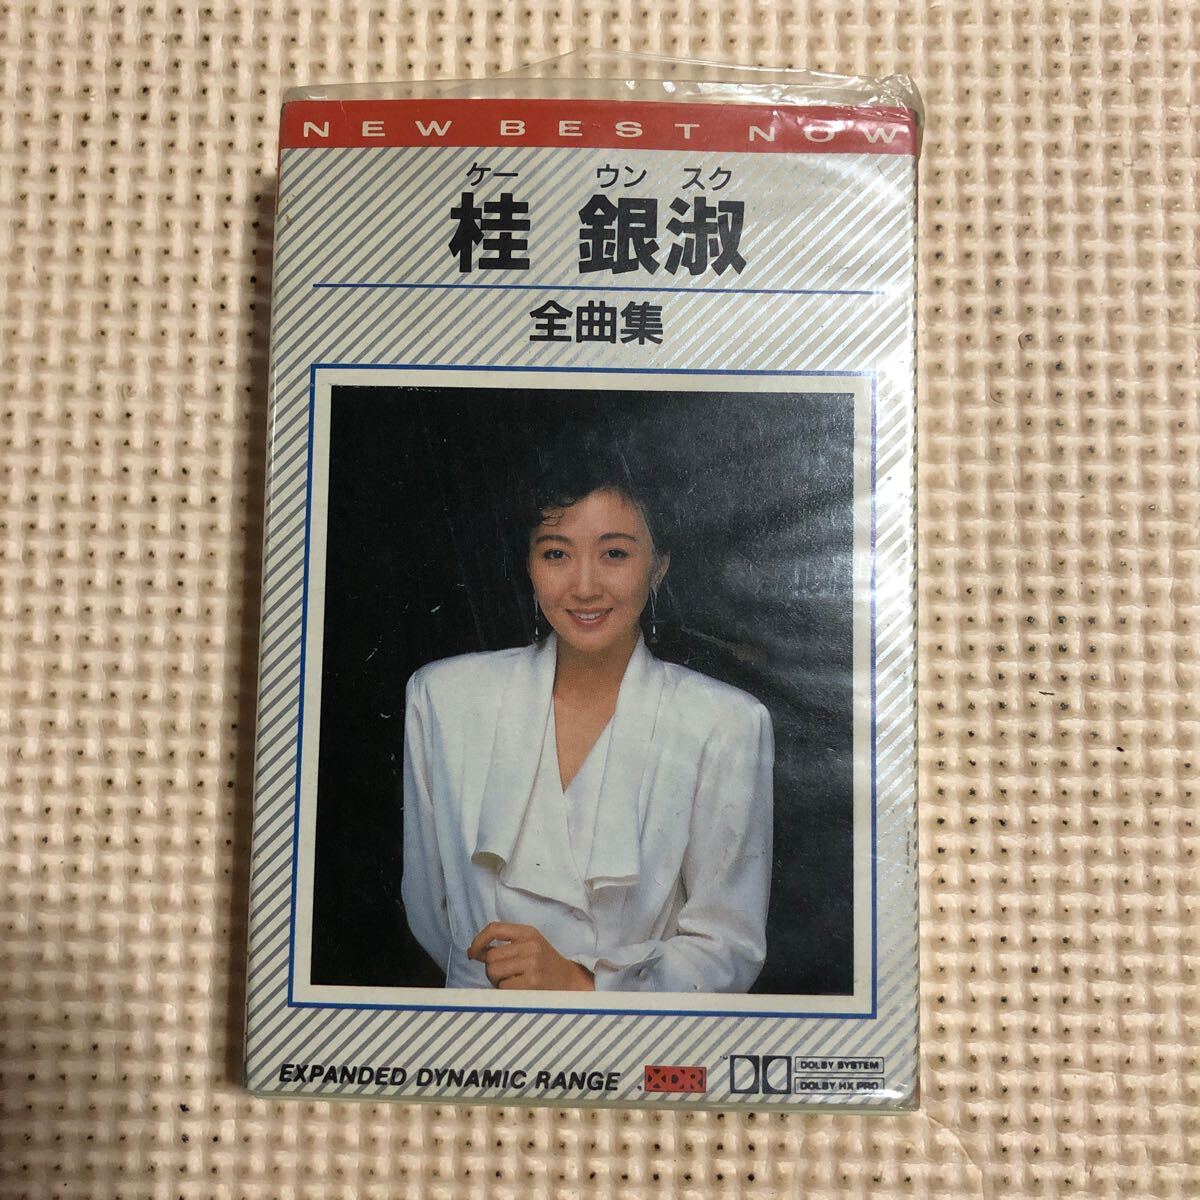 NEW BEST NOW
ケー ウン スク
桂 銀淑
全曲集
EXPANDED DYNAMIC RANGE XDR™ DOLBY SYSTEM
DOLBY HX PRO